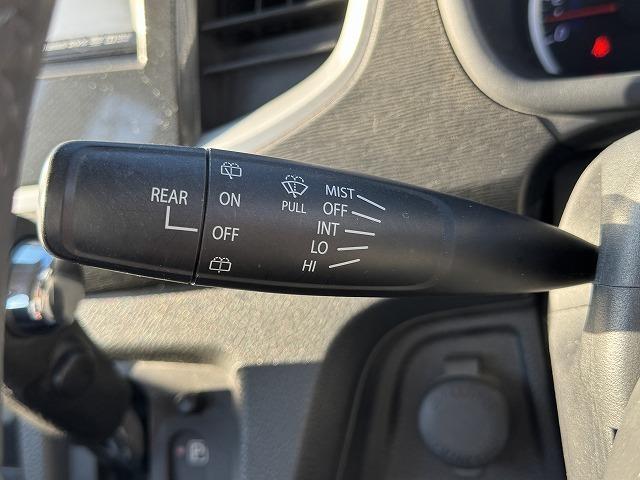 REAR
ON
OFF
PULL
MIST
OFF
INT
LO
HI